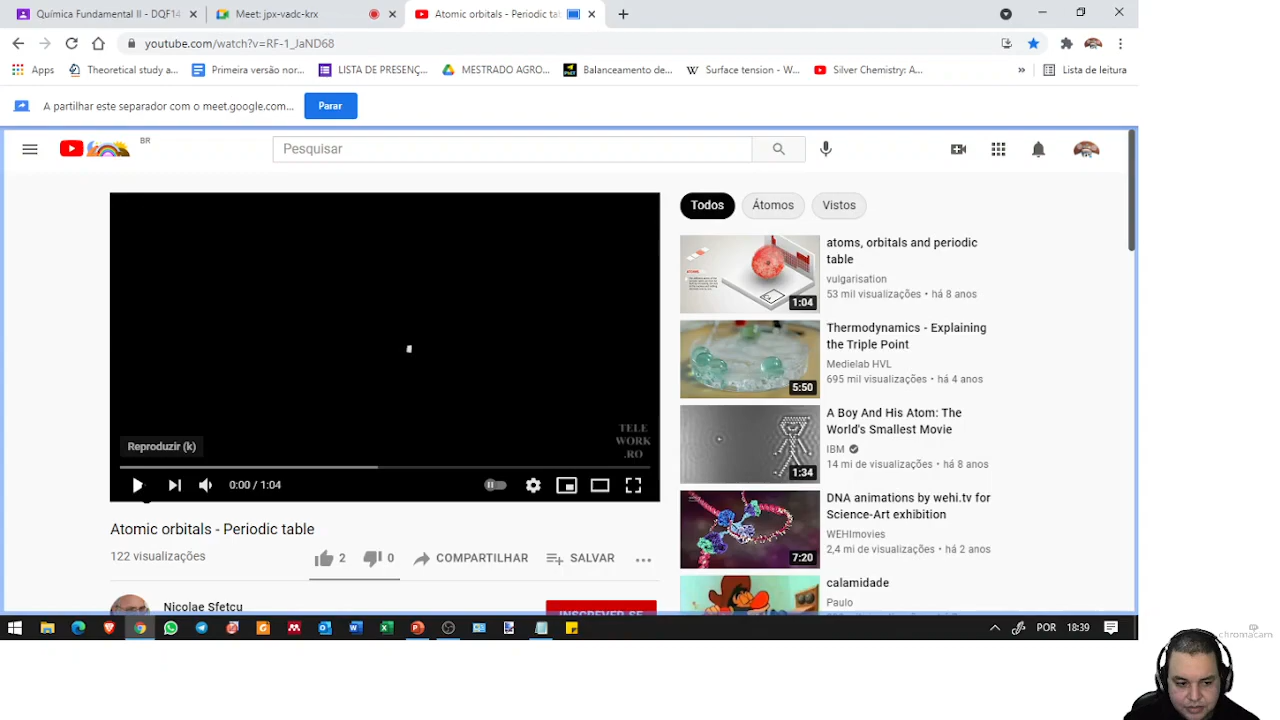 Química Fundamental II - DQF14
Meet: jpx-vadc-krx
Atomic orbitals - Periodic ta
youtube.com/watch?v=RF-1_JaND68
Apps
Theoretical study a...
Primeira versão nor...
LISTA DE PRESENÇ...
MESTRADO AGRO...
Balanceamento de...
Surface tension - W...
Silver Chemistry: A...
»
Lista de leitura
A partilhar este separador com o meet.google.com...
Parar
BR
Pesquisar
Todos
Átomos
Vistos
atoms, orbitals and periodic
table
vulgarisation
53 mil visualizações • há 8 anos
1:04
Thermodynamics - Explaining
the Triple Point
Medielab HVL
695 mil visualizações • há 4 anos
5:50
A Boy And His Atom: The
World's Smallest Movie
IBM
14 mi de visualizações • há 8 anos
1:34
DNA animations by wehi.tv for
Science-Art exhibition
WEHImovies
2,4 mi de visualizações • há 2 anos
7:20
calamidade
Paulo
TELE
WORK
.RO
Reproduzir (k)
0:00 / 1:04
Atomic orbitals - Periodic table
122 visualizações
2
0
COMPARTILHAR
SALVAR
Nicolae Sfetcu
INSCREVER-SE
POR
18:39
chromacam